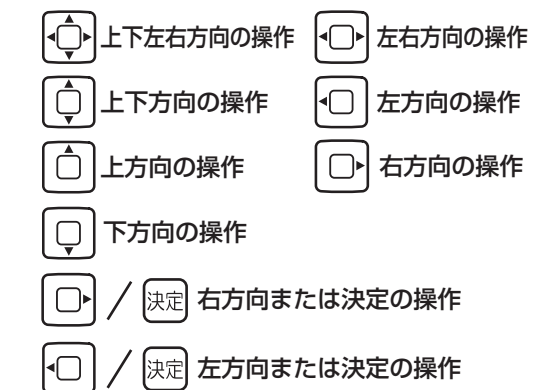 上下左右方向の操作 左右方向の操作
上下方向の操作 左方向の操作
上方向の操作 右方向の操作
下方向の操作
/ 決定 右方向または決定の操作
/ 決定 左方向または決定の操作